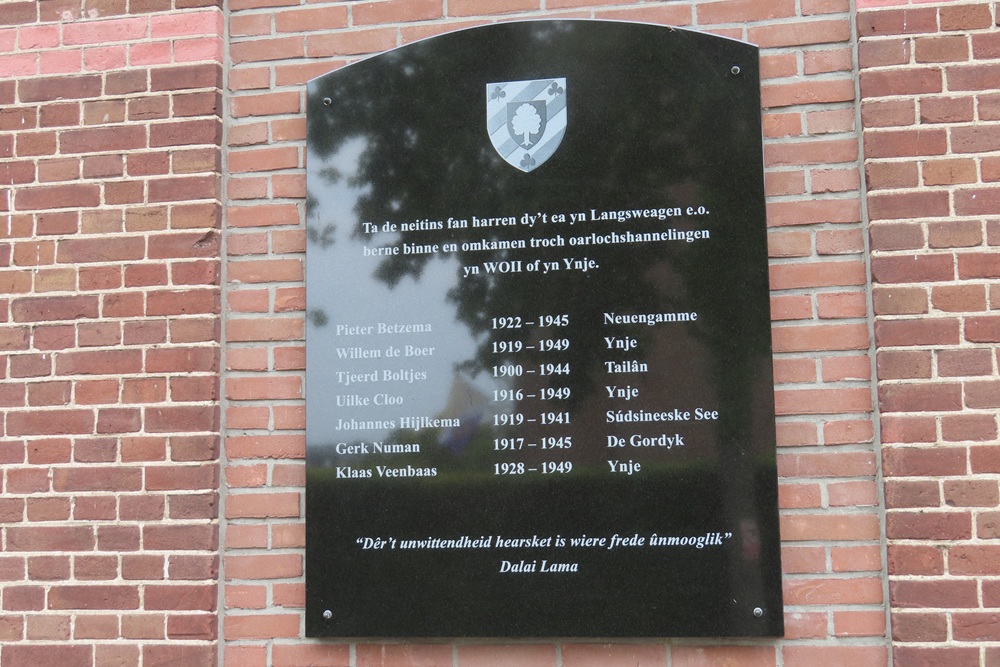 Ta de neitins fan harren dy't ea yn Langsweagen e.o.
berne binne en omkamen troch oarlochshannelingen
yn WOII of yn Ynje.
Pieter Betzema 1922 – 1945 Neuengamme
Willem de Boer 1919 – 1949 Ynje
Tjeerd Boltjes 1900 – 1944 Tailân
Uilke Cloo 1916 – 1949 Ynje
Johannes Hijlkema 1919 – 1941 Súdsineeske See
Gerk Numan 1917 – 1945 De Gordyk
Klaas Veenbaas 1928 – 1949 Ynje
“Dêr't unwittendheid hearsket is wiere frede ûnmooglik”
Dalai Lama